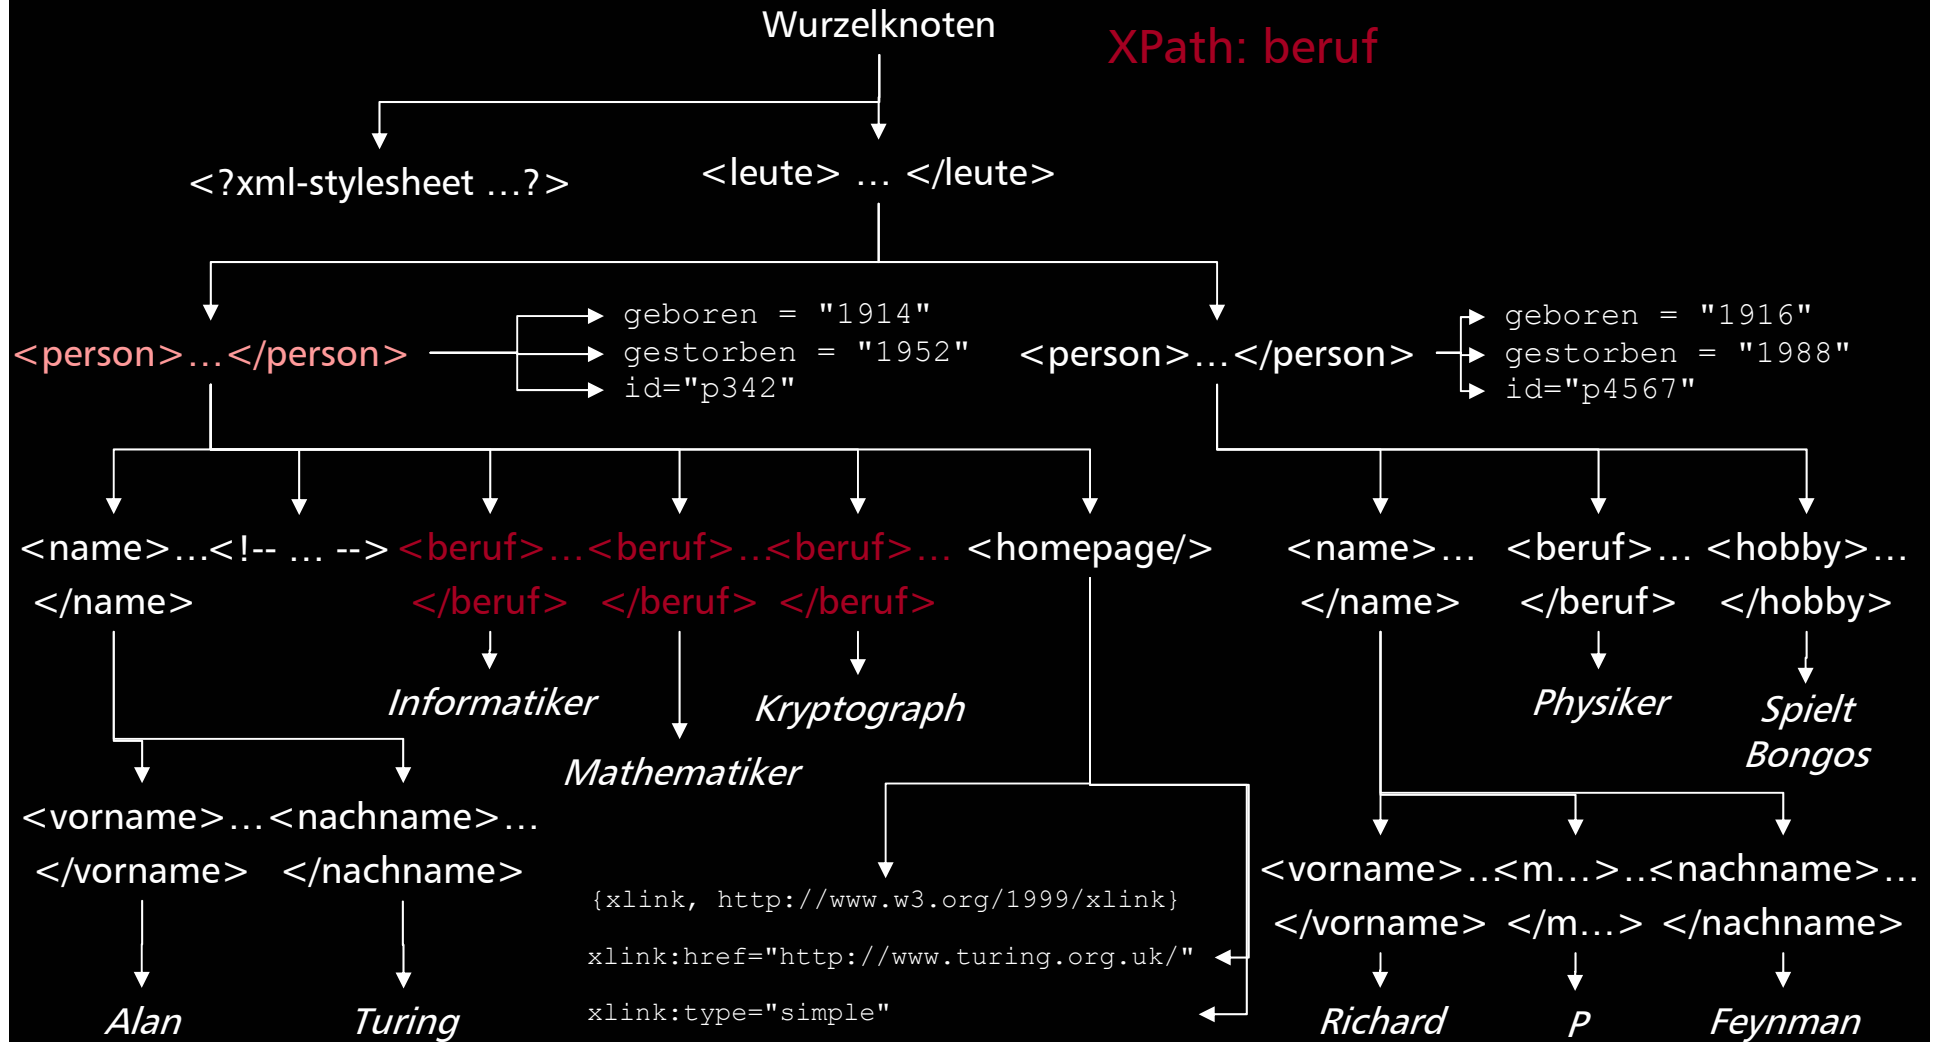 Wurzelknoten
XPath: beruf
<?xml-stylesheet …?>
<leute> … </leute>
<person>…</person>
geboren = "1914"
gestorben = "1952"
id="p342"
<person>…</person>
geboren = "1916"
gestorben = "1988"
id="p4567"
<name>…
</name>
<!-- … -->
<beruf>…
</beruf>
<beruf>…
</beruf>
<beruf>…
</beruf>
<homepage/>
<name>…
</name>
<beruf>…
</beruf>
<hobby>…
</hobby>
Informatiker
Mathematiker
Kryptograph
Physiker
Spielt
Bongos
<vorname>…
</vorname>
<nachname>…
</nachname>
{xlink, http://www.w3.org/1999/xlink}
xlink:href="http://www.turing.org.uk/"
xlink:type="simple"
<vorname>…
</vorname>
<m…>…
</m…>
<nachname>…
</nachname>
Alan
Turing
Richard
P
Feynman